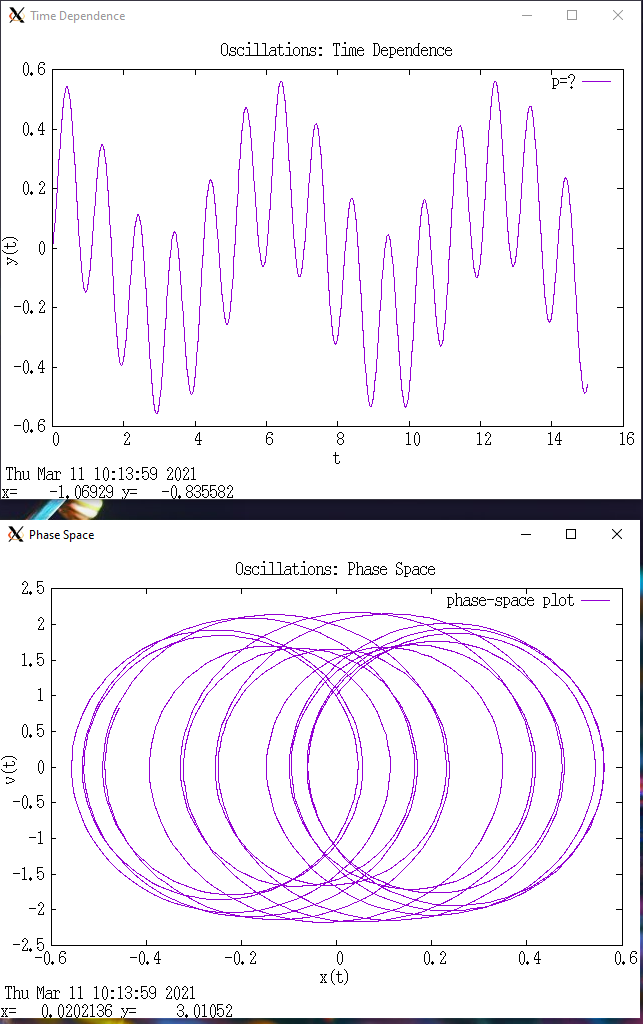 Time Dependence
Oscillations: Time Dependence
p=?
0.6
0.4
0.2
0
-0.2
-0.4
-0.6
y(t)
0 2 4 6 8 10 12 14 16
t
Thu Mar 11 10:13:59 2021
x= -1.06929 y= -0.835582
Phase Space
Oscillations: Phase Space
phase-space plot
2.5
2
1.5
1
0.5
0
-0.5
-1
-1.5
-2
-2.5
v(t)
-0.6 -0.4 -0.2 0 0.2 0.4 0.6
x(t)
Thu Mar 11 10:13:59 2021
x= 0.0202136 y= 3.01052